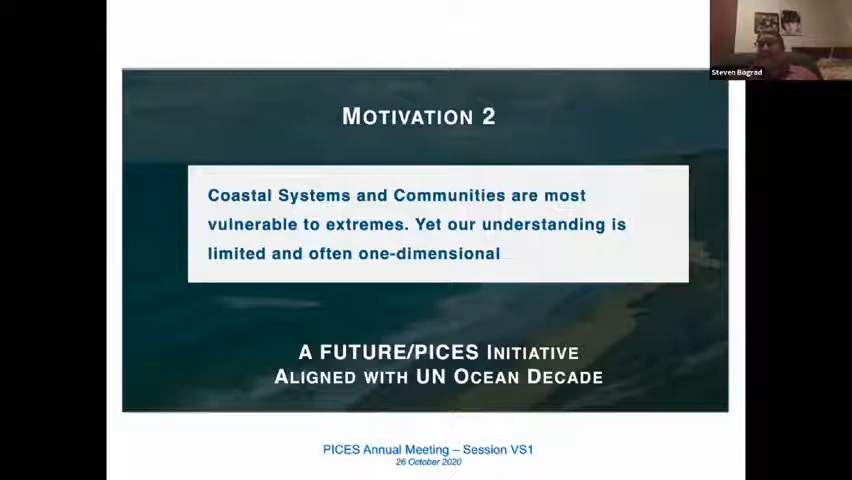 Steven Bograd
MOTIVATION 2
Coastal Systems and Communities are most
vulnerable to extremes. Yet our understanding is
limited and often one-dimensional
A FUTURE/PICES INITIATIVE
ALIGNED WITH UN OCEAN DECADE
PICES Annual Meeting – Session VS1
26 October 2020